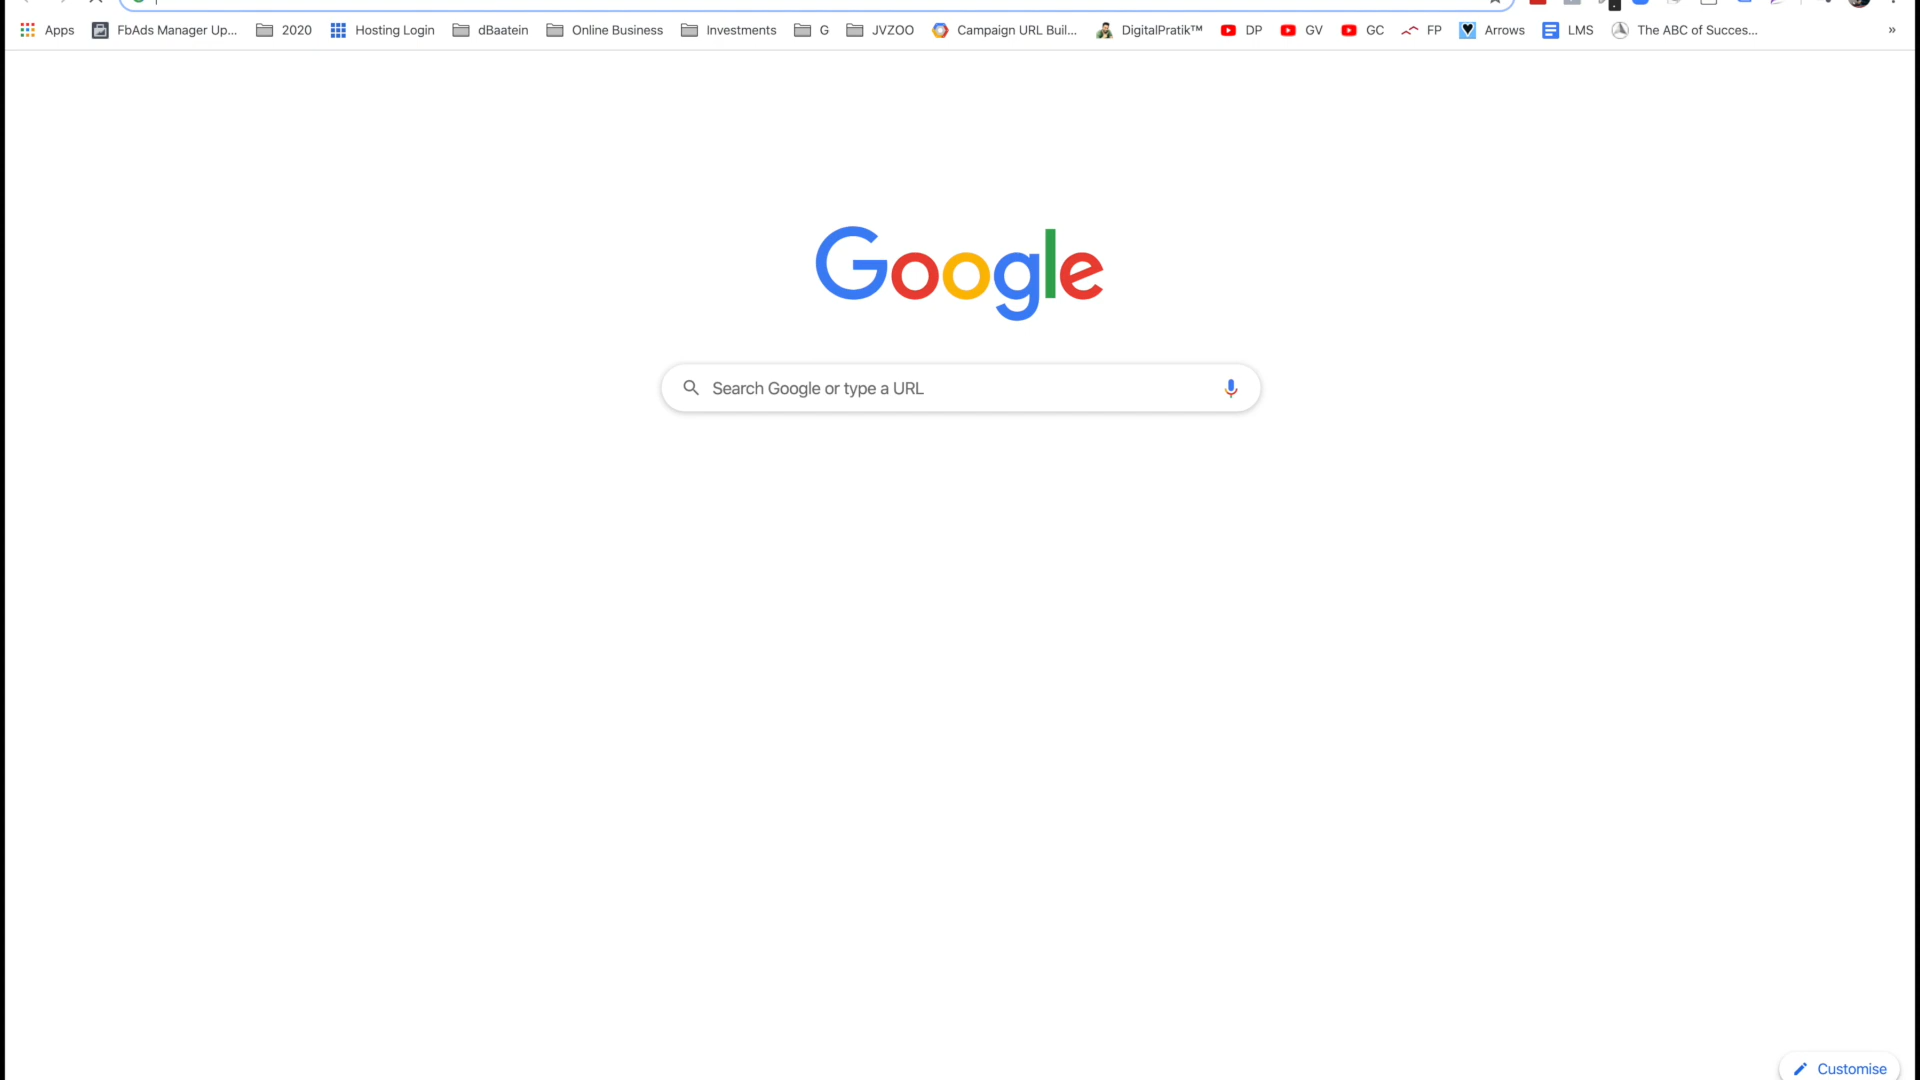 Apps FbAds Manager Up... 2020 Hosting Login dBaatein Online Business Investments G JVZOO Campaign URL Buil... DigitalPratik™ DP GV GC FP Arrows LMS The ABC of Succes... »
Google
Search Google or type a URL
Customise